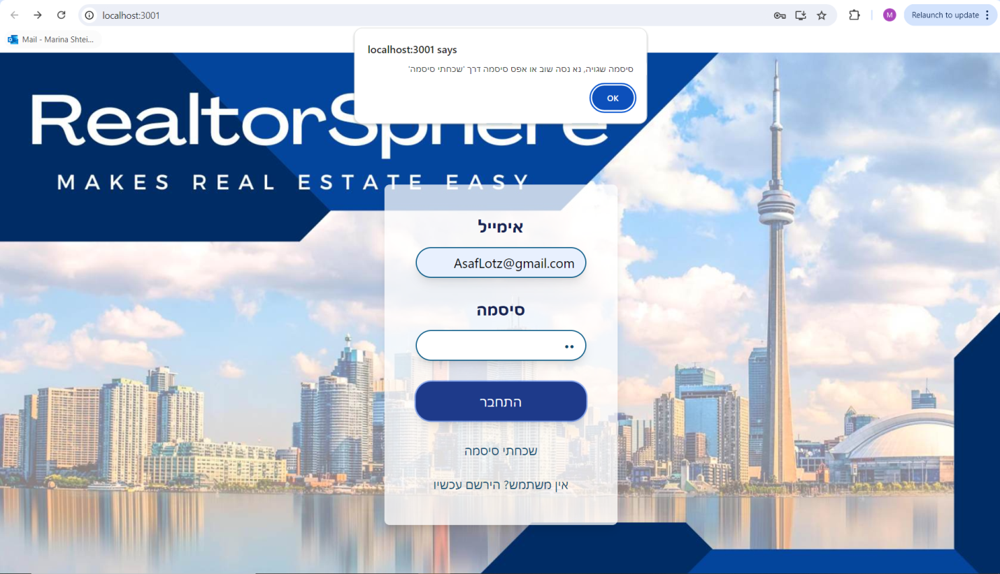 localhost:3001
Relaunch to update
M
Mail - Marina Shtei...
localhost:3001 says
סיסמה שגויה, נא נסה שוב או אפס סיסמה דרך 'שכחתי סיסמה'
OK
RealtorSphere
MAKES REAL ESTATE EASY
אימייל
AsafLotz@gmail.com
סיסמה
••
התחבר
שכחתי סיסמה
אין משתמש? הירשם עכשיו